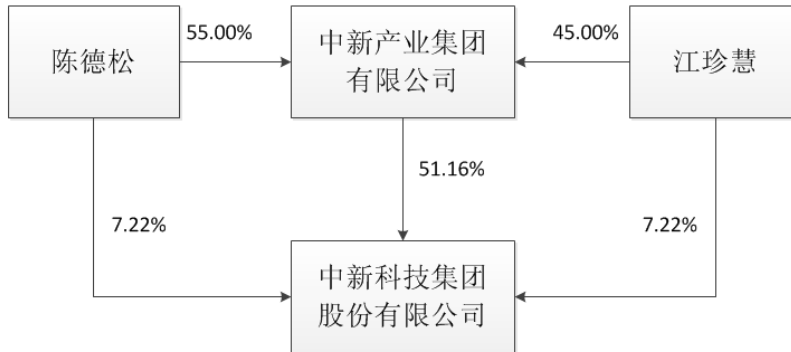 55.00%
中新产业集团
有限公司
45.00%
陈德松
江珍慧
51.16%
7.22%
7.22%
中新科技集团
股份有限公司